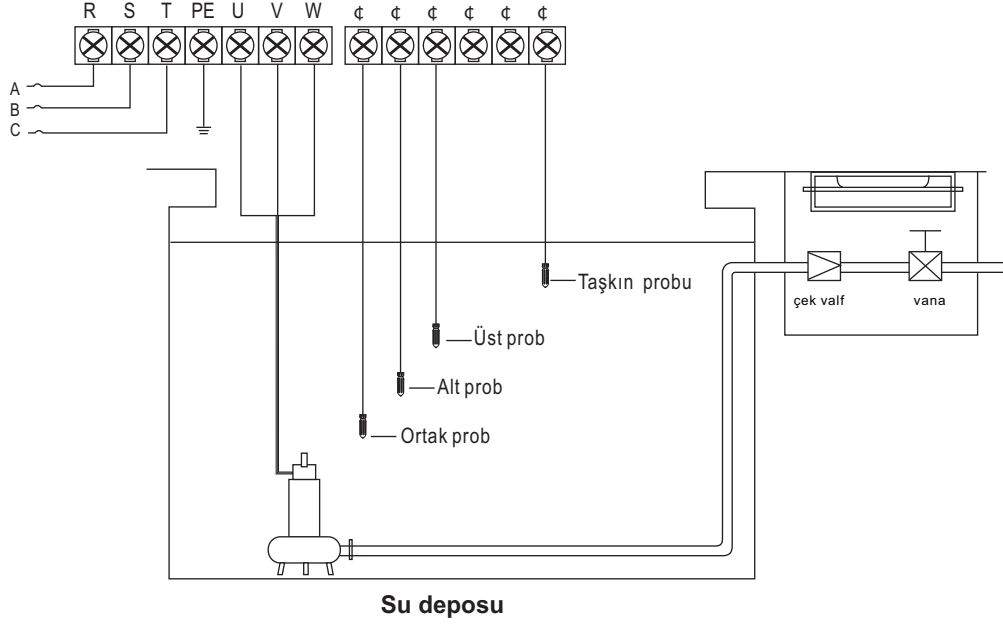 R S T PE U V W ¢ ¢ ¢ ¢ ¢ ¢
A
B
C
Taşkın probu
çek valf vana
Üst prob
Alt prob
Ortak prob
Su deposu